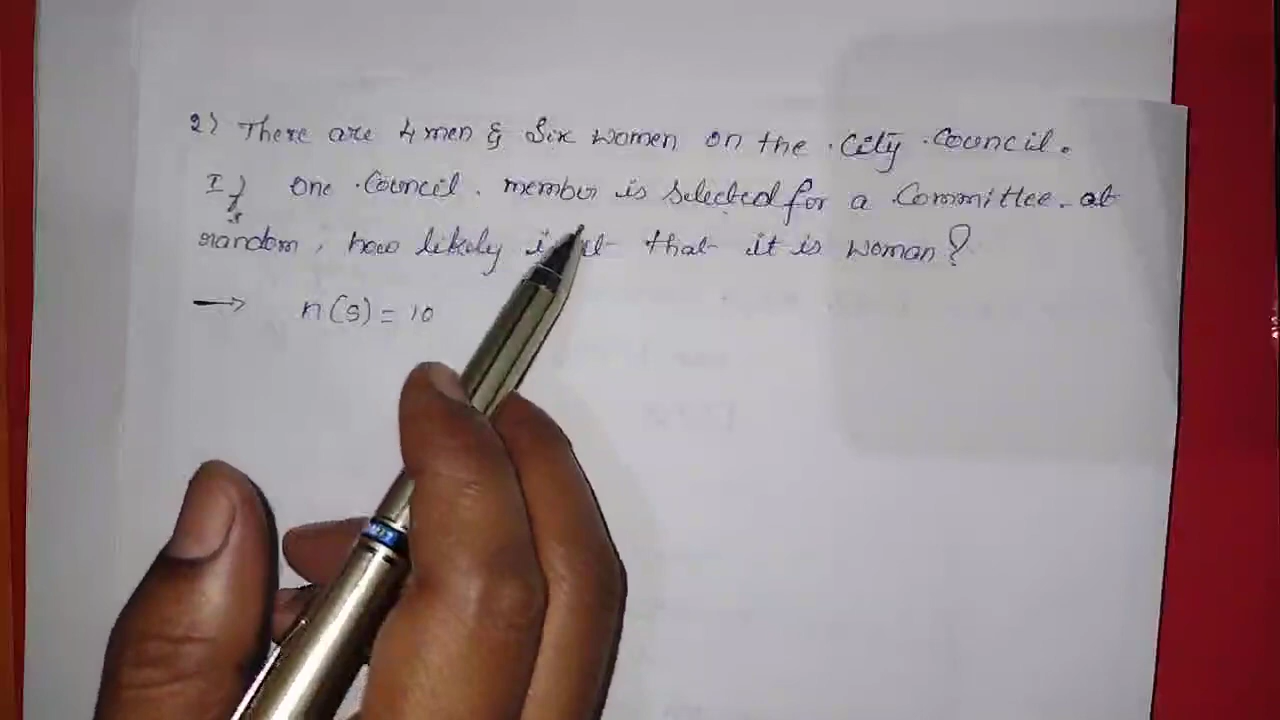 2) There are 4 men & Six women on the City Council.
If one Council member is Selected for a Committee at
random, how likely that it is woman?
→ n(S) = 10